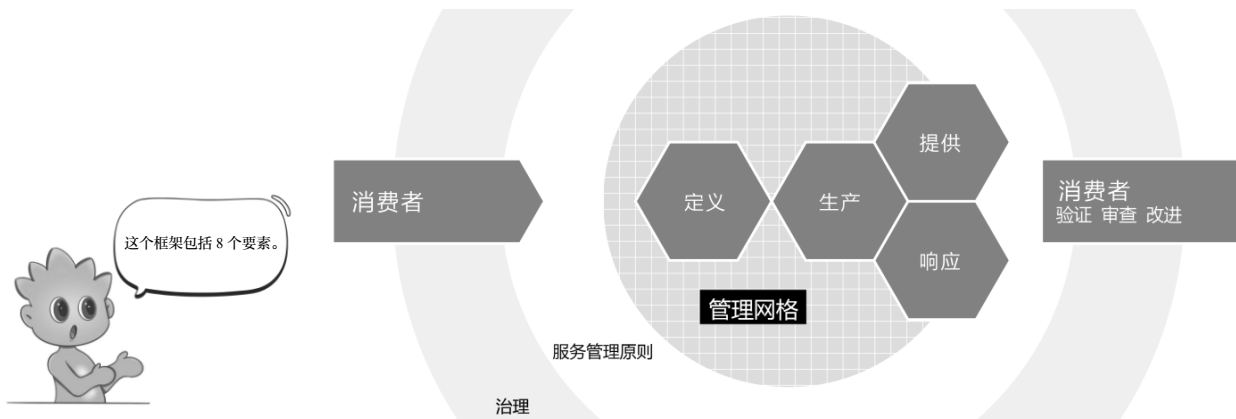 提供
消费者
定义
生产
消费者
验证 审查 改进
这个框架包括 8 个要素。
响应
管理网格
服务管理原则
治理